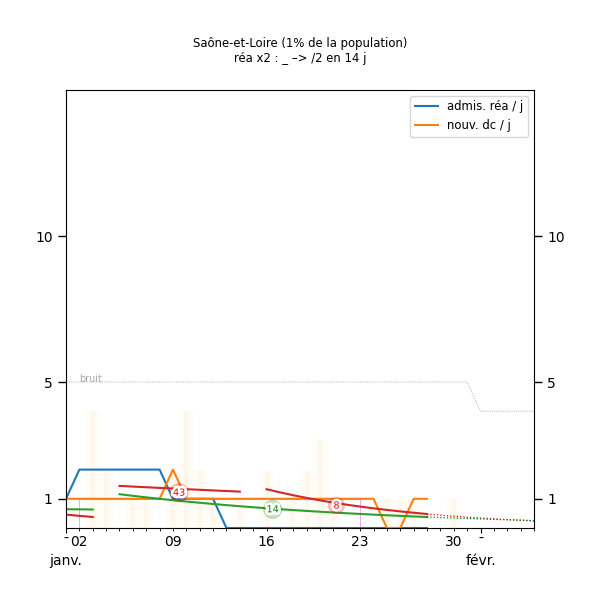 Saône-et-Loire (1% de la population)
réa x2 : _ –> /2 en 14 j
admis. réa / j
nouv. dc / j
10 10
5 5
bruit
1 1
43
14
8
02 09 16 23 30 -
janv. févr.